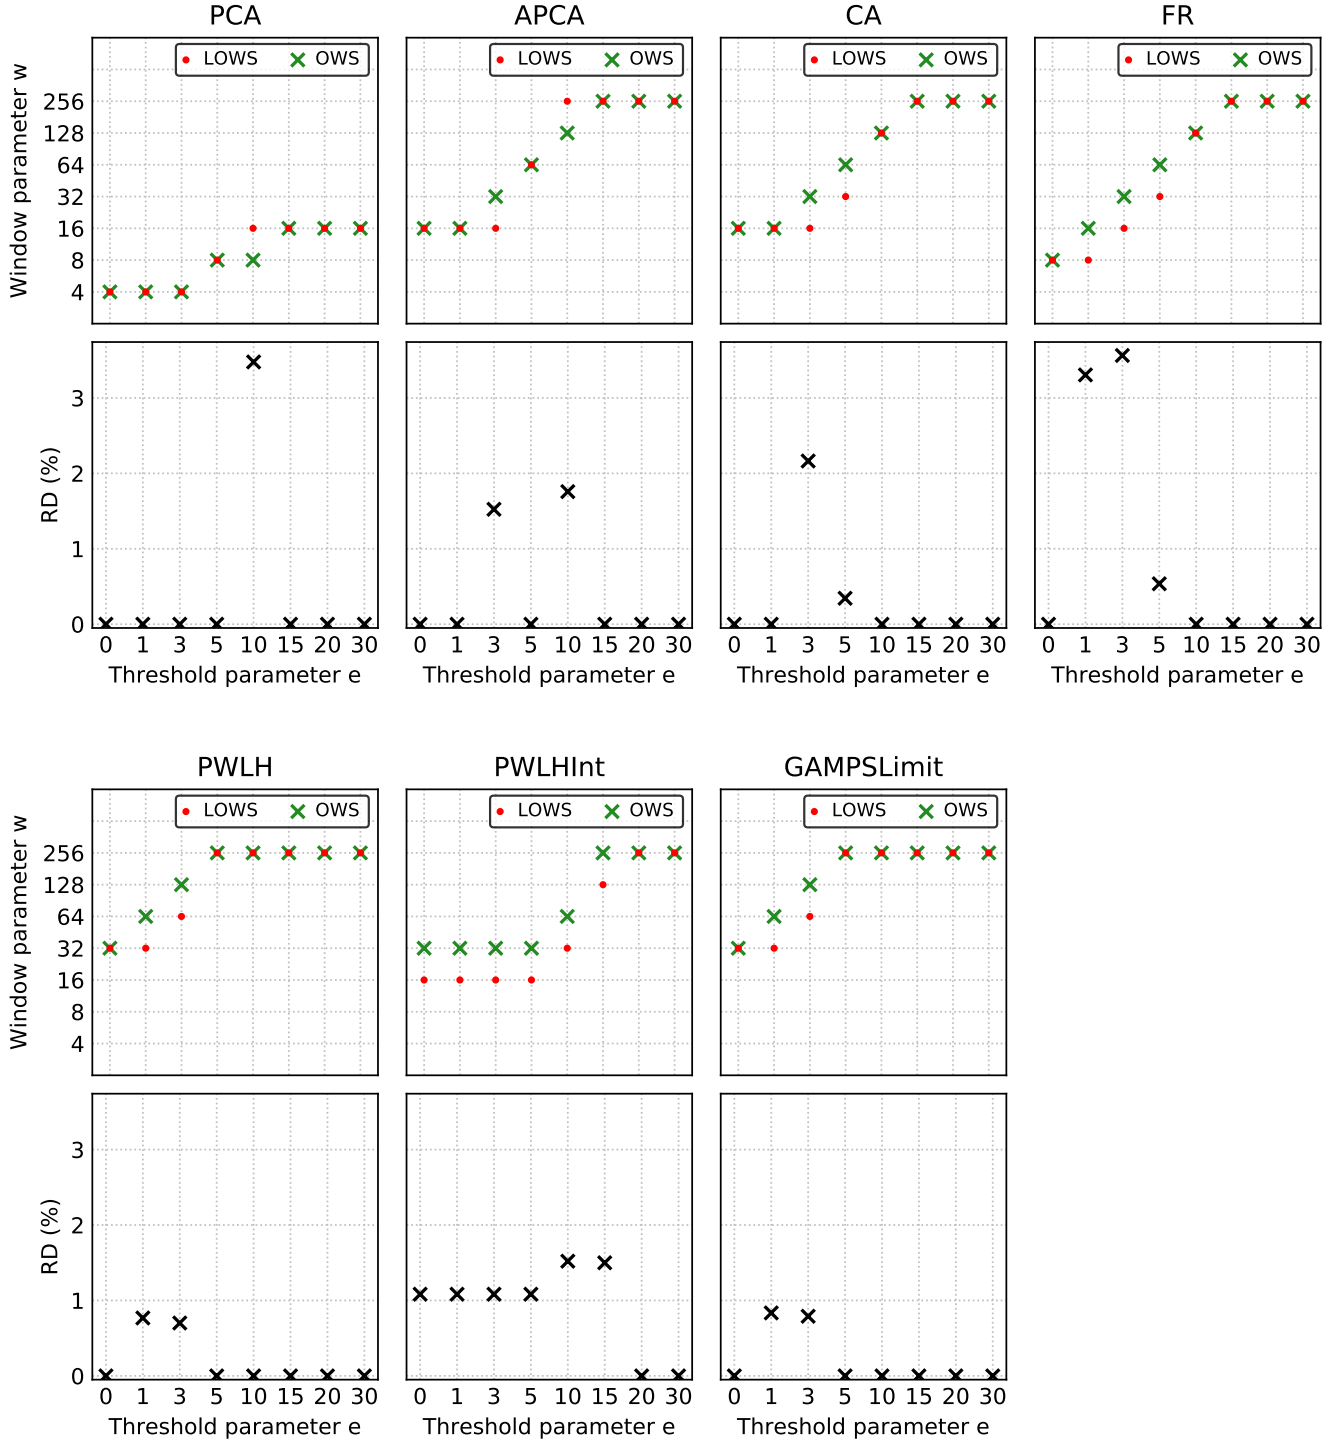 PCA APCA CA FR
LOWS OWS LOWS OWS LOWS OWS LOWS OWS
Window parameter w
256
128
64
32
16
8
4
RD (%)
3
2
1
0
0 1 3 5 10 15 20 30 0 1 3 5 10 15 20 30 0 1 3 5 10 15 20 30 0 1 3 5 10 15 20 30
Threshold parameter e Threshold parameter e Threshold parameter e Threshold parameter e
PWLH PWLHInt GAMPSLimit
LOWS OWS LOWS OWS LOWS OWS
Window parameter w
256
128
64
32
16
8
4
RD (%)
3
2
1
0
0 1 3 5 10 15 20 30 0 1 3 5 10 15 20 30 0 1 3 5 10 15 20 30
Threshold parameter e Threshold parameter e Threshold parameter e